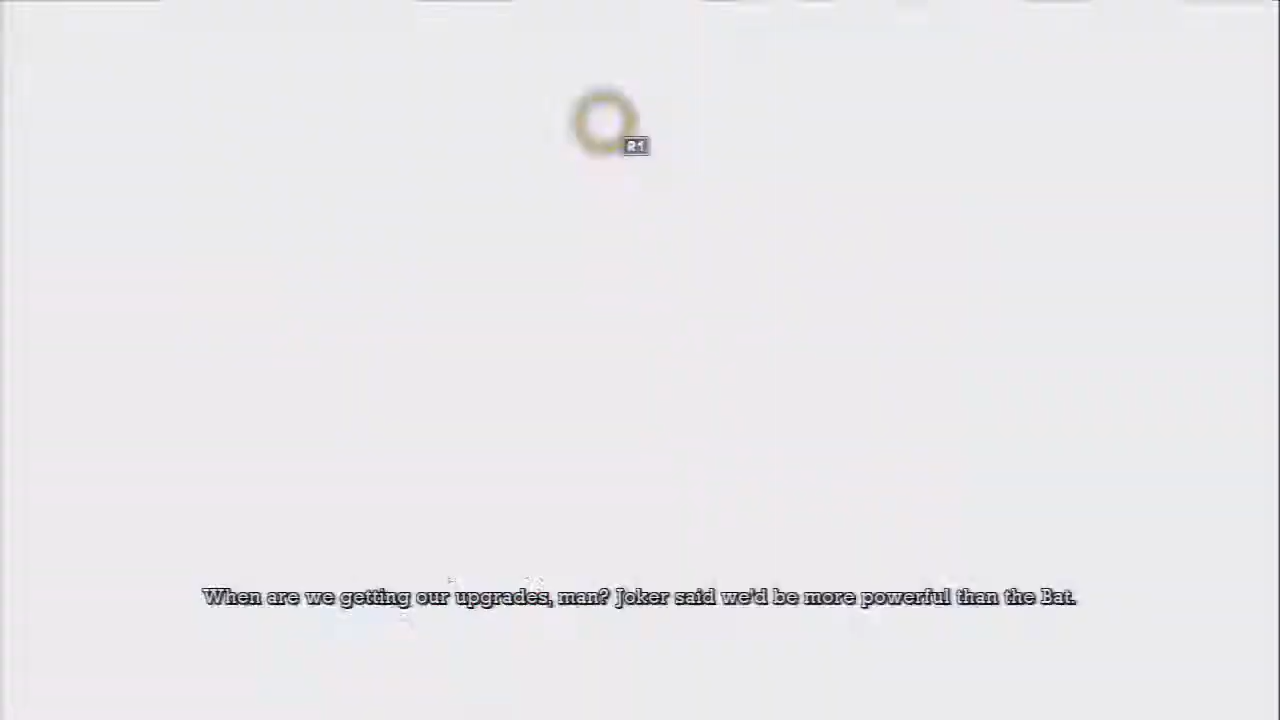 R1
When are we getting our upgrades, man? Joker said we'd be more powerful than the Bat.